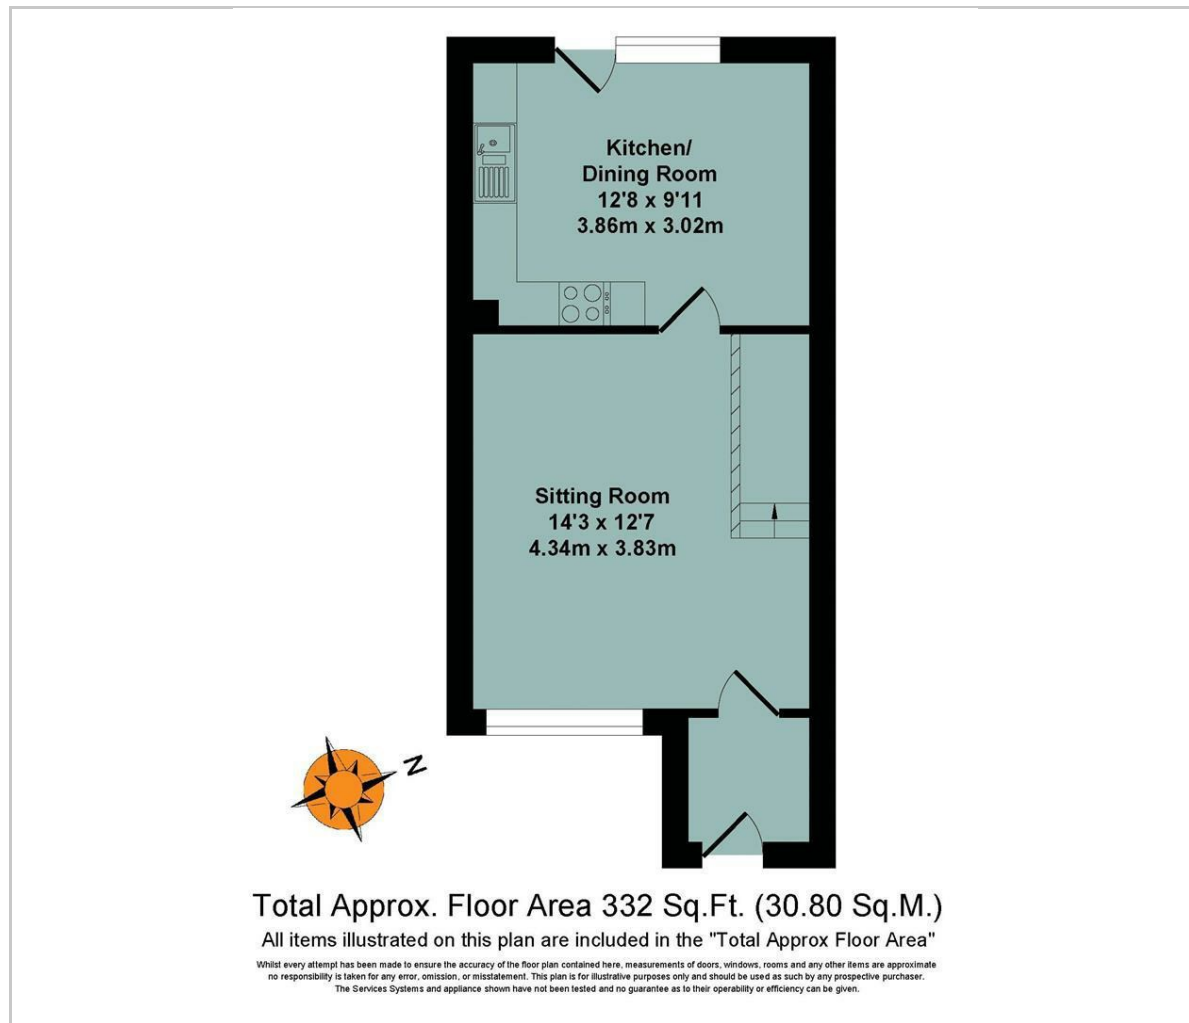 Kitchen/
Dining Room
12'8 x 9'11
3.86m x 3.02m
Sitting Room
14'3 x 12'7
4.34m x 3.83m
N
Total Approx. Floor Area 332 Sq.Ft. (30.80 Sq.M.)
All items illustrated on this plan are included in the "Total Approx Floor Area"
Whilst every attempt has been made to ensure the accuracy of the floor plan contained here, measurements of doors, windows, rooms and any other items are approximate
no responsibility is taken for any error, omission, or misstatement. This plan is for illustrative purposes only and should be used as such by any prospective purchaser.
The Services Systems and appliance shown have not been tested and no guarantee as to their operability or efficiency can be given.